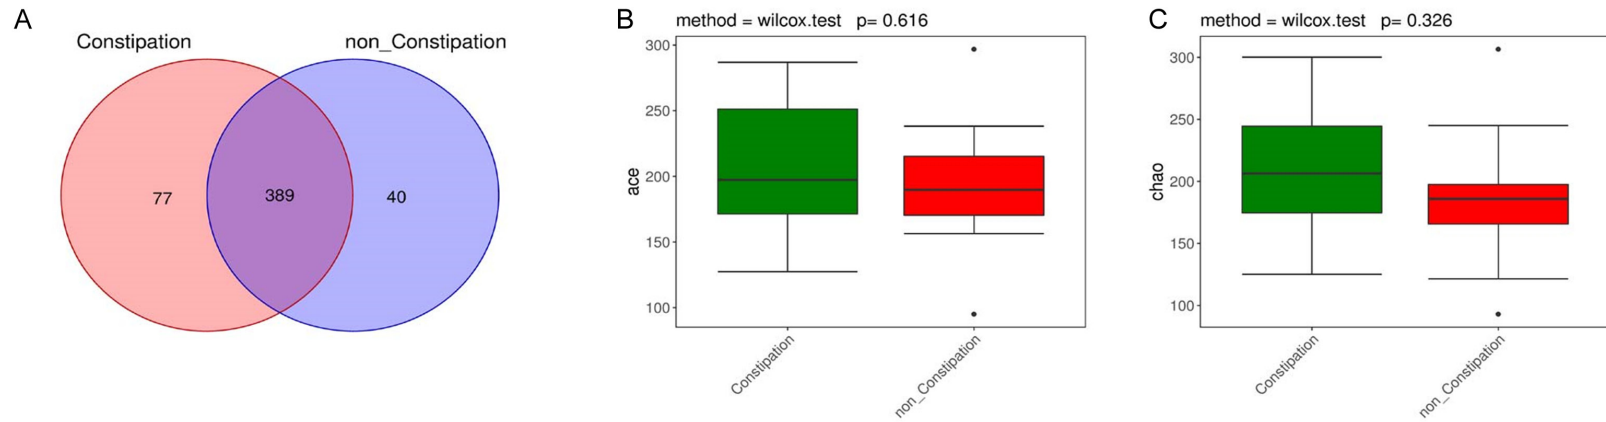 A
Constipation
non_Constipation
77
389
40
B
method = wilcox.test p= 0.616
300
250
200
150
100
ace
Constipation
non_Constipation
C
method = wilcox.test p= 0.326
300
250
200
150
100
chao
Constipation
non_Constipation